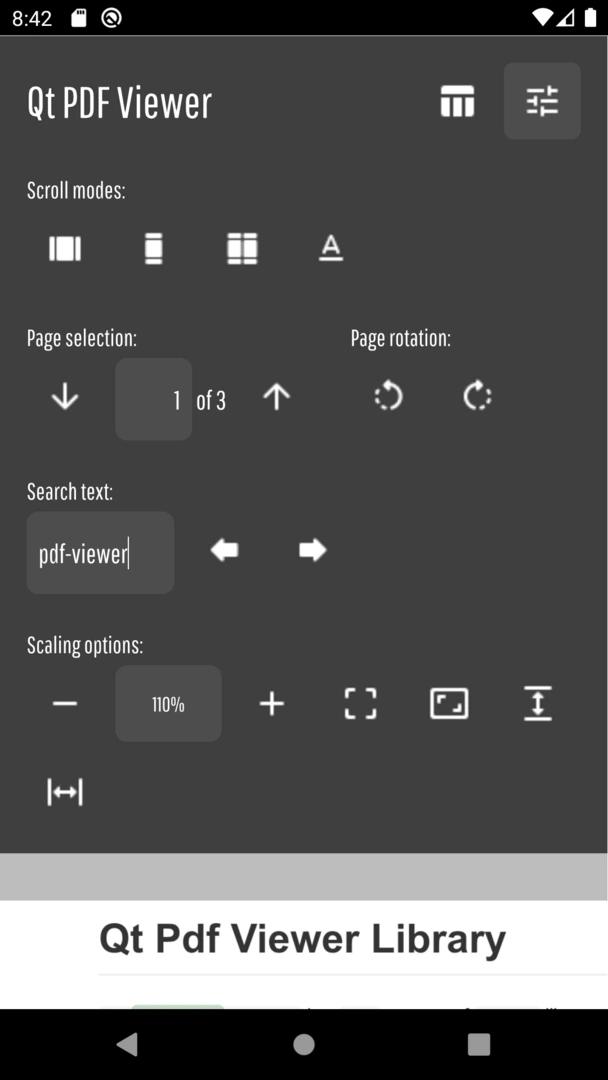 8:42
Qt PDF Viewer
Scroll modes:
A
Page selection:
Page rotation:
1 of 3
Search text:
pdf-viewer
Scaling options:
110%
Qt Pdf Viewer Library